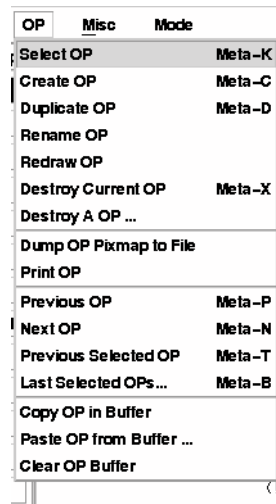 OP Misc Mode
Select OP Meta-K
Create OP Meta-C
Duplicate OP Meta-D
Rename OP
Redraw OP
Destroy Current OP Meta-X
Destroy A OP ...
Dump OP Pixmap to File
Print OP
Previous OP Meta-P
Next OP Meta-N
Previous Selected OP Meta-T
Last Selected OPs... Meta-B
Copy OP in Buffer
Paste OP from Buffer ...
Clear OP Buffer